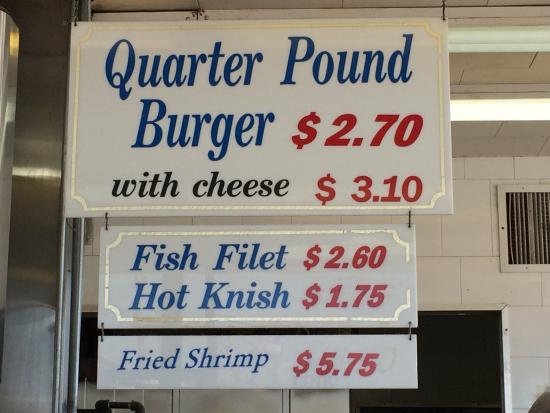 Quarter Pound
Burger $2.70
with cheese $ 3.10
Fish Filet $2.60
Hot Knish $1.75
Fried Shrimp $5.75